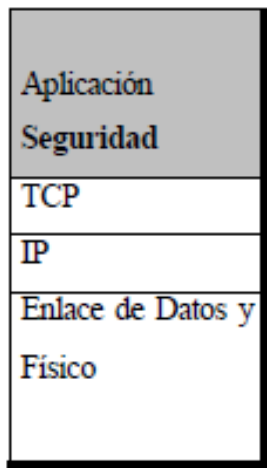 Aplicación
Seguridad
TCP
IP
Enlace de Datos y
Físico